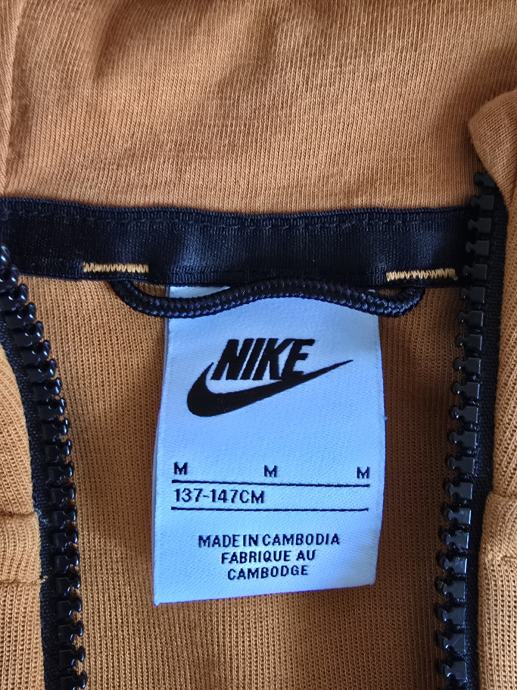 NIKE
M M M
137-147CM
MADE IN CAMBODIA
FABRIQUE AU
CAMBODGE